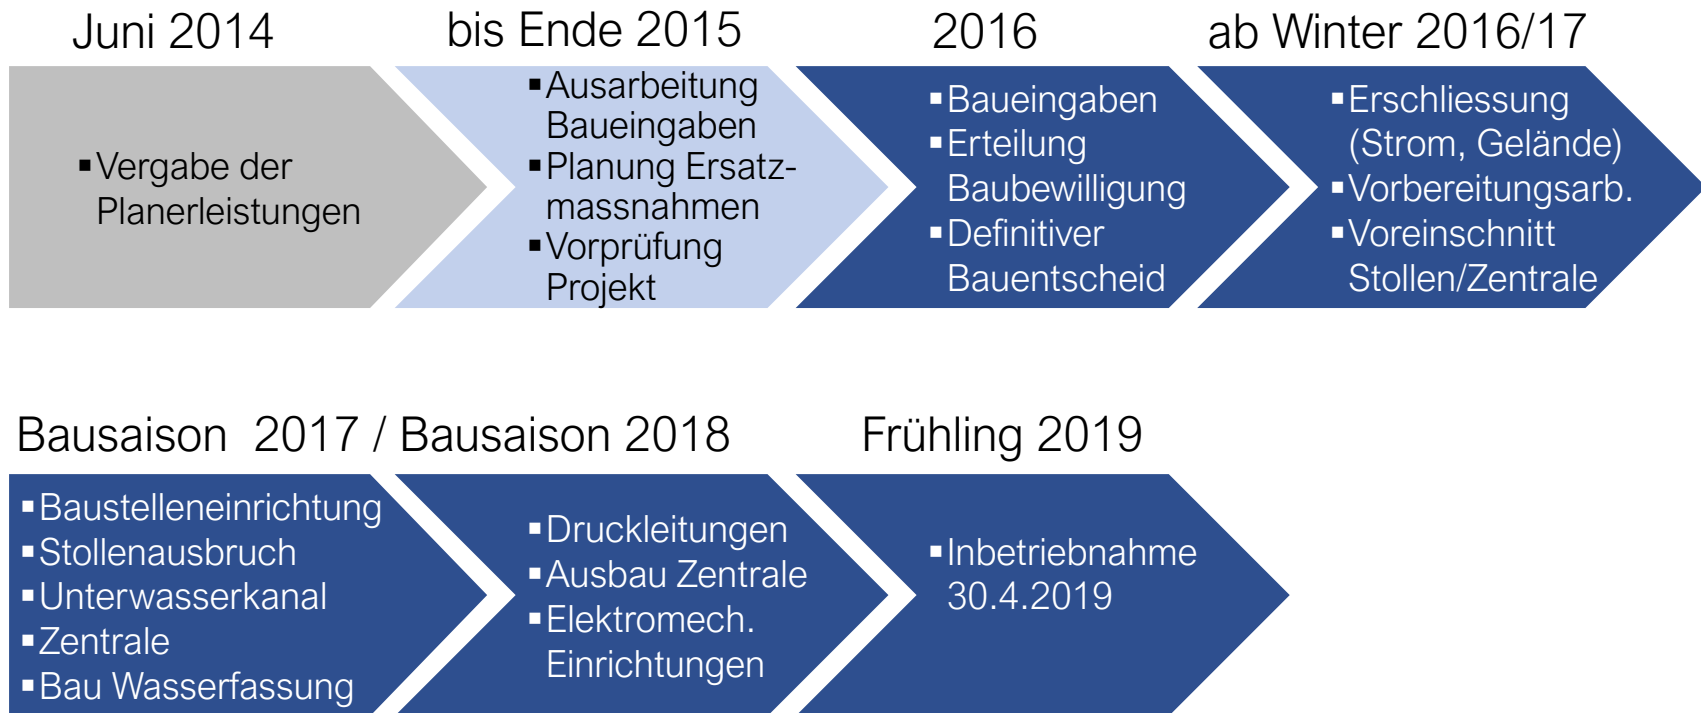 Juni 2014
▪Vergabe der
Planerleistungen
bis Ende 2015
▪Ausarbeitung
Baueingaben
▪Planung Ersatz-
massnahmen
▪Vorprüfung
Projekt
2016
▪Baueingaben
▪Erteilung
Baubewilligung
▪Definitiver
Bauentscheid
ab Winter 2016/17
▪Erschliessung
(Strom, Gelände)
▪Vorbereitungsarb.
▪Voreinschnitt
Stollen/Zentrale
Bausaison 2017 / Bausaison 2018
▪Baustelleneinrichtung
▪Stollenausbruch
▪Unterwasserkanal
▪Zentrale
▪Bau Wasserfassung
▪Druckleitungen
▪Ausbau Zentrale
▪Elektromech.
Einrichtungen
Frühling 2019
▪Inbetriebnahme
30.4.2019